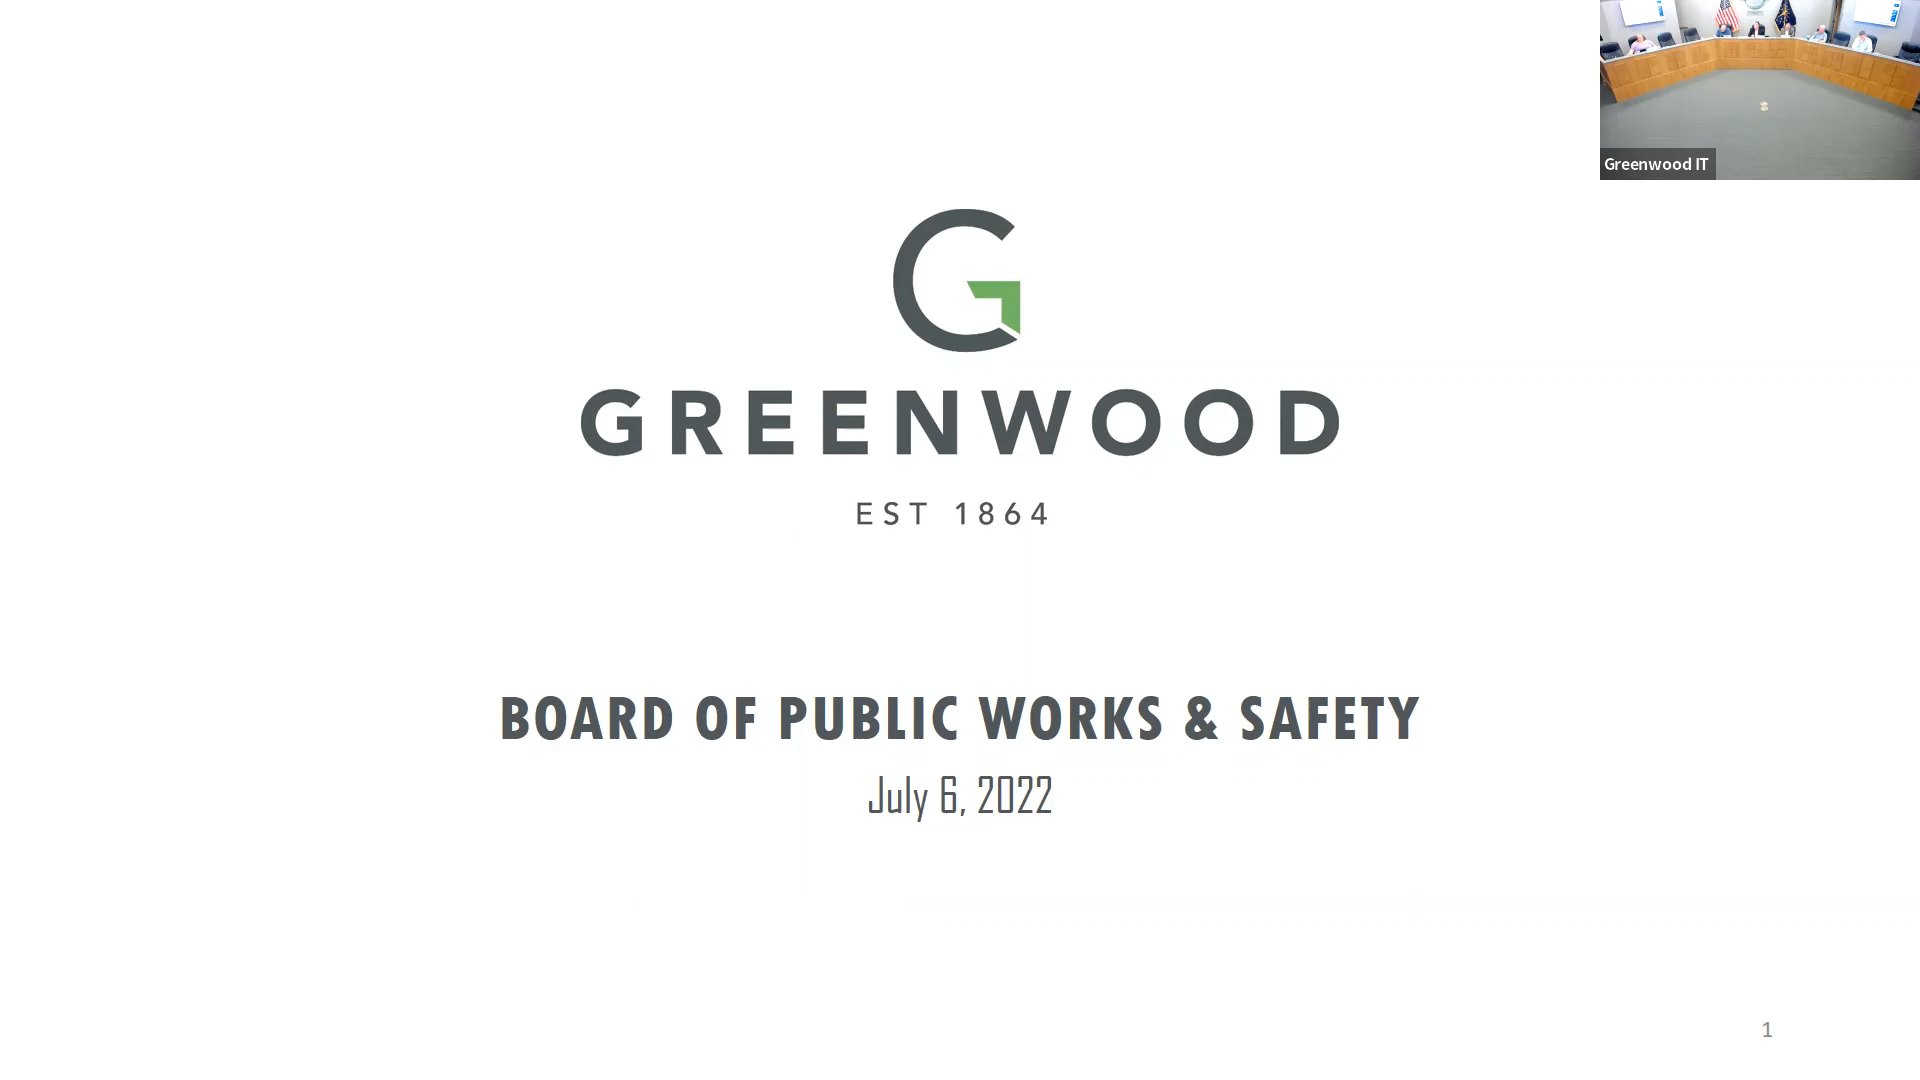 Greenwood IT
G
GREENWOOD
EST 1864
BOARD OF PUBLIC WORKS & SAFETY
July 6, 2022
1